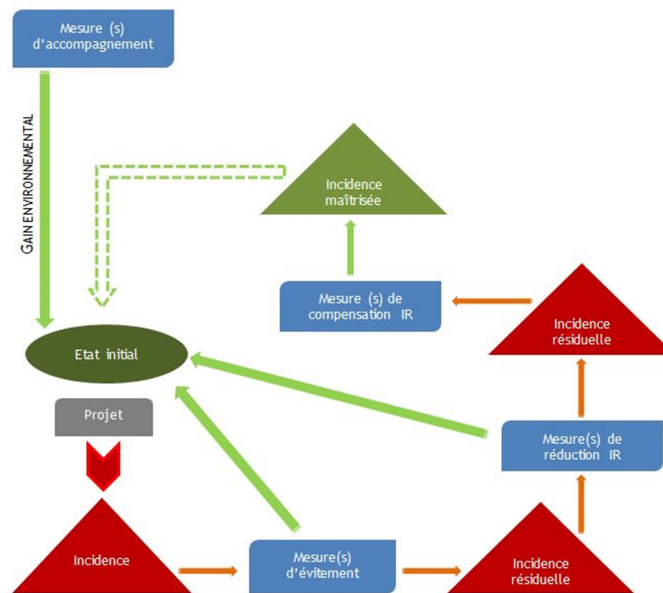 Mesure (s)
d'accompagnement
GAIN ENVIRONNEMENTAL
Incidence
maîtrisée
Mesure (s) de
compensation IR
Incidence
résiduelle
Etat initial
Projet
Mesure(s) de
réduction IR
Incidence
Mesure(s)
d'évitement
Incidence
résiduelle